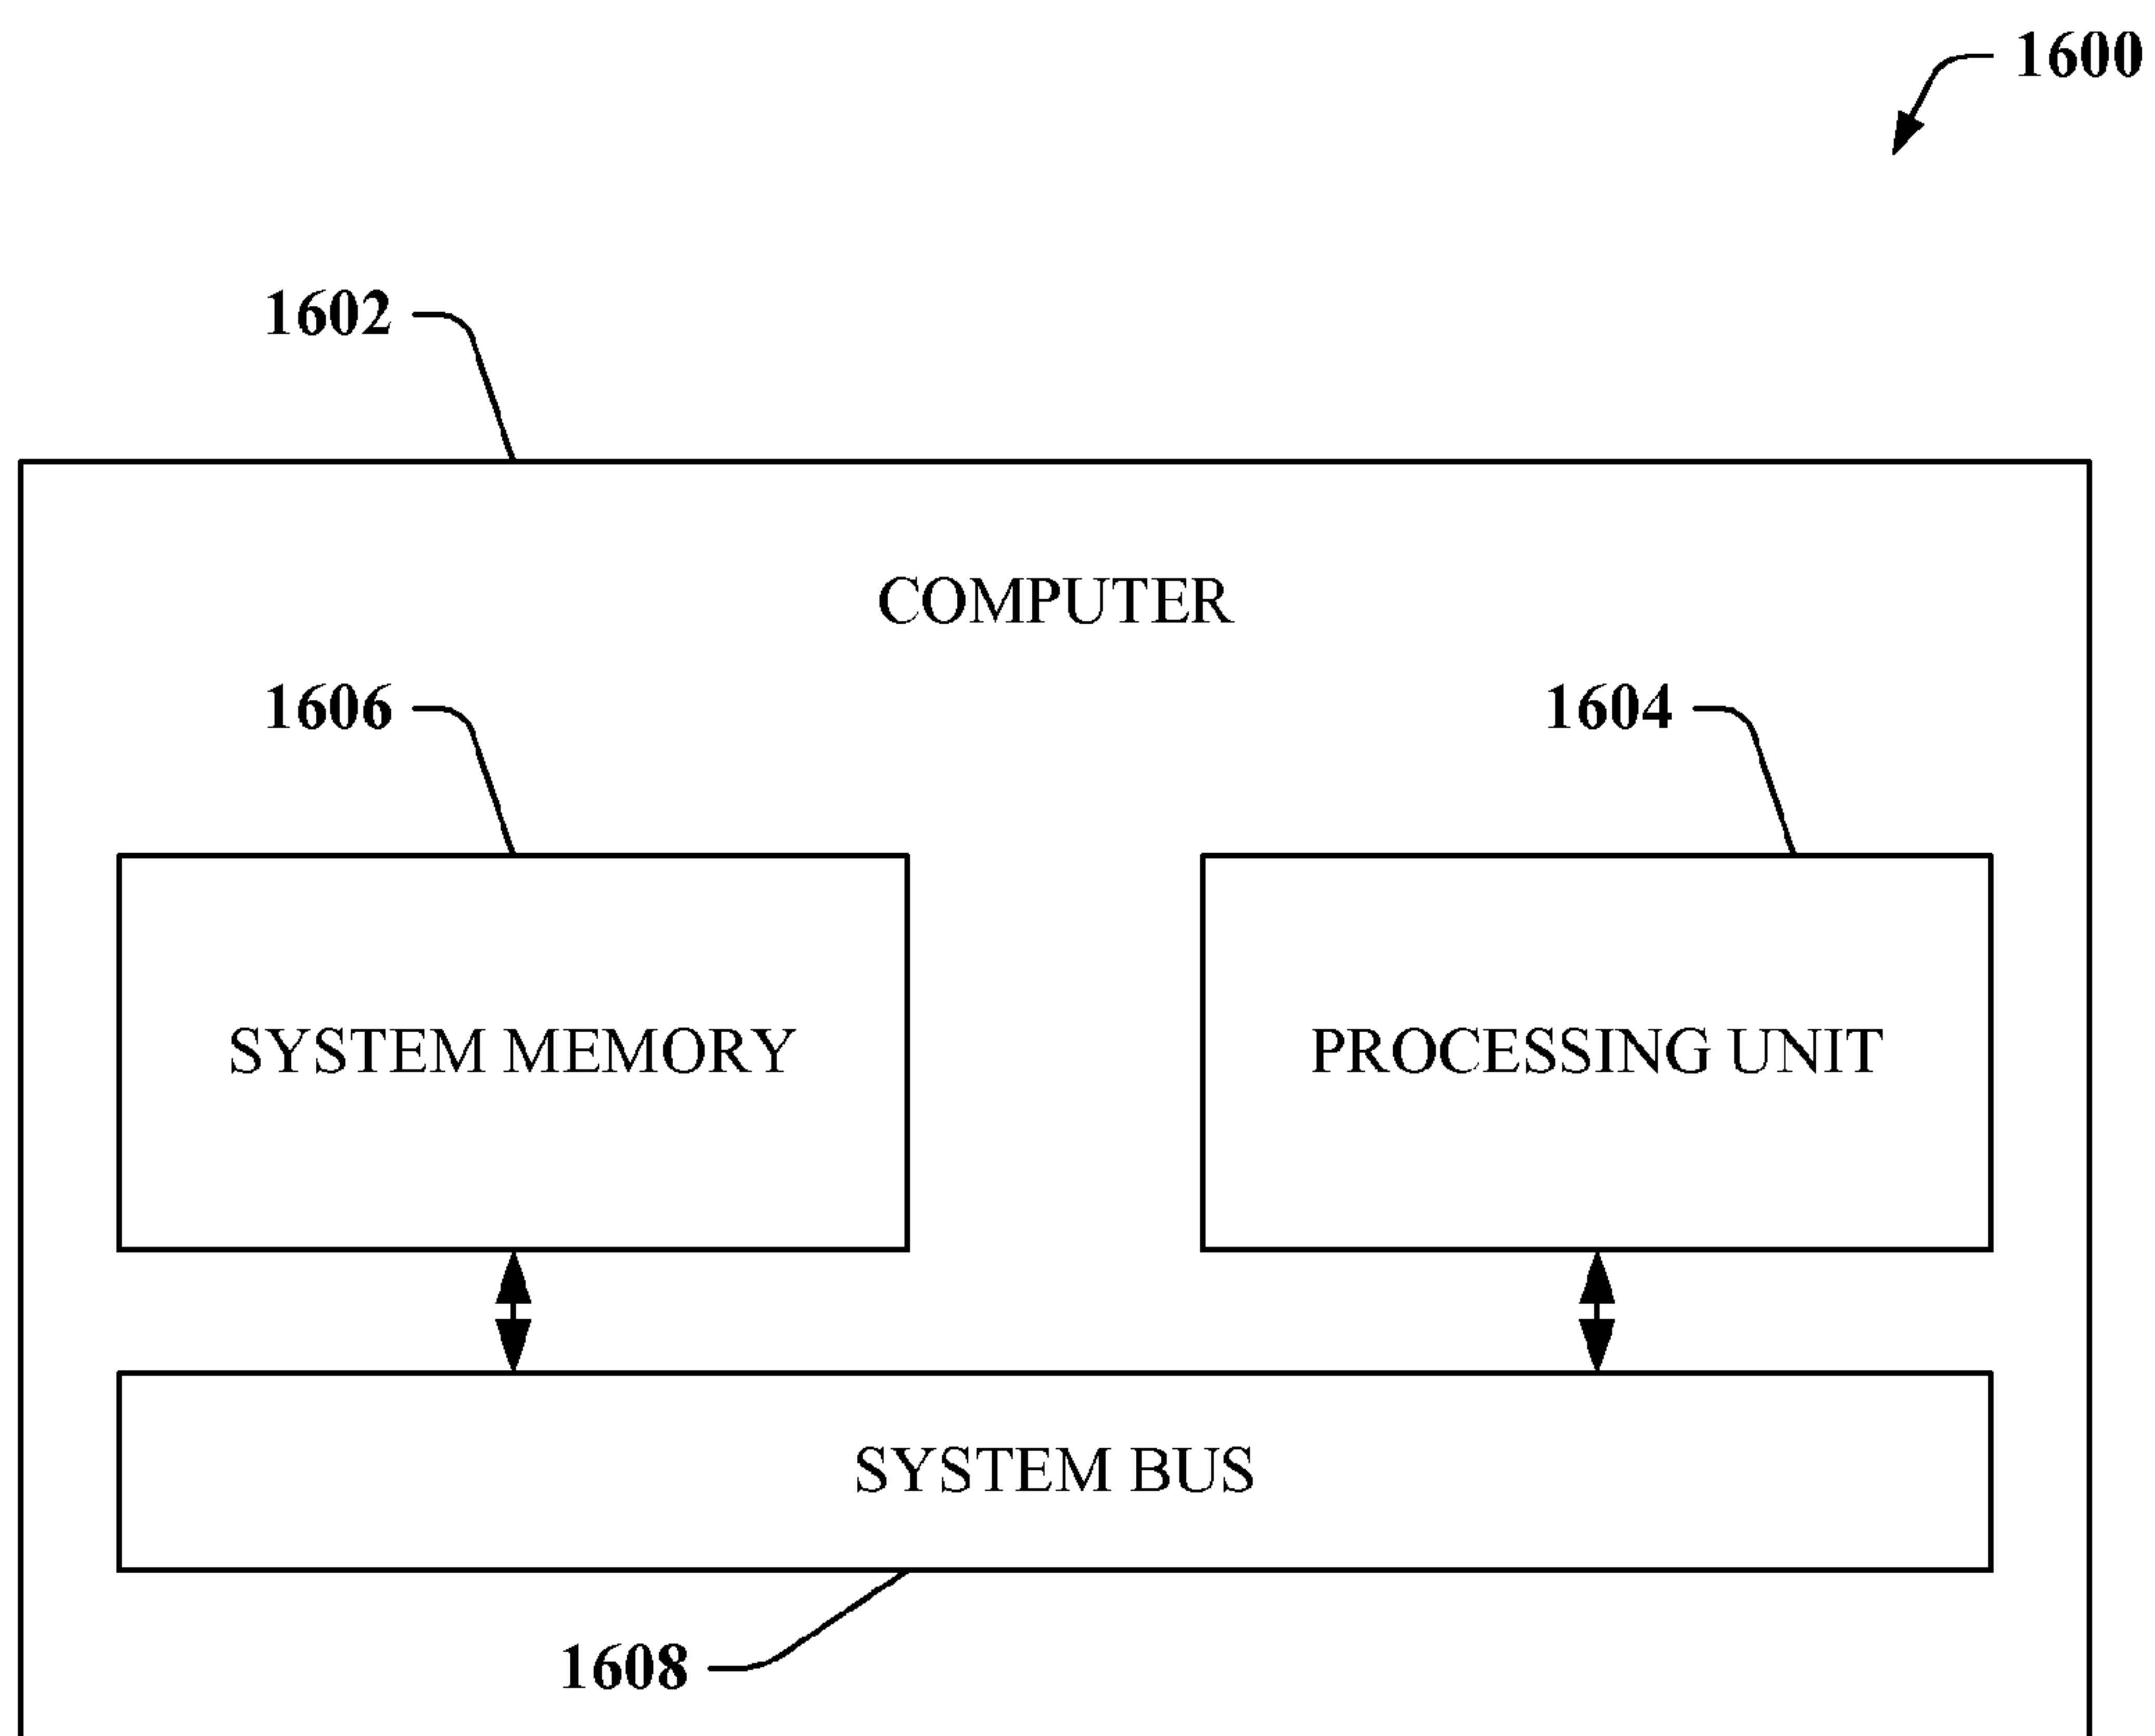 1600
1602
COMPUTER
1606
1604
SYSTEM MEMORY
PROCESSING UNIT
SYSTEM BUS
1608